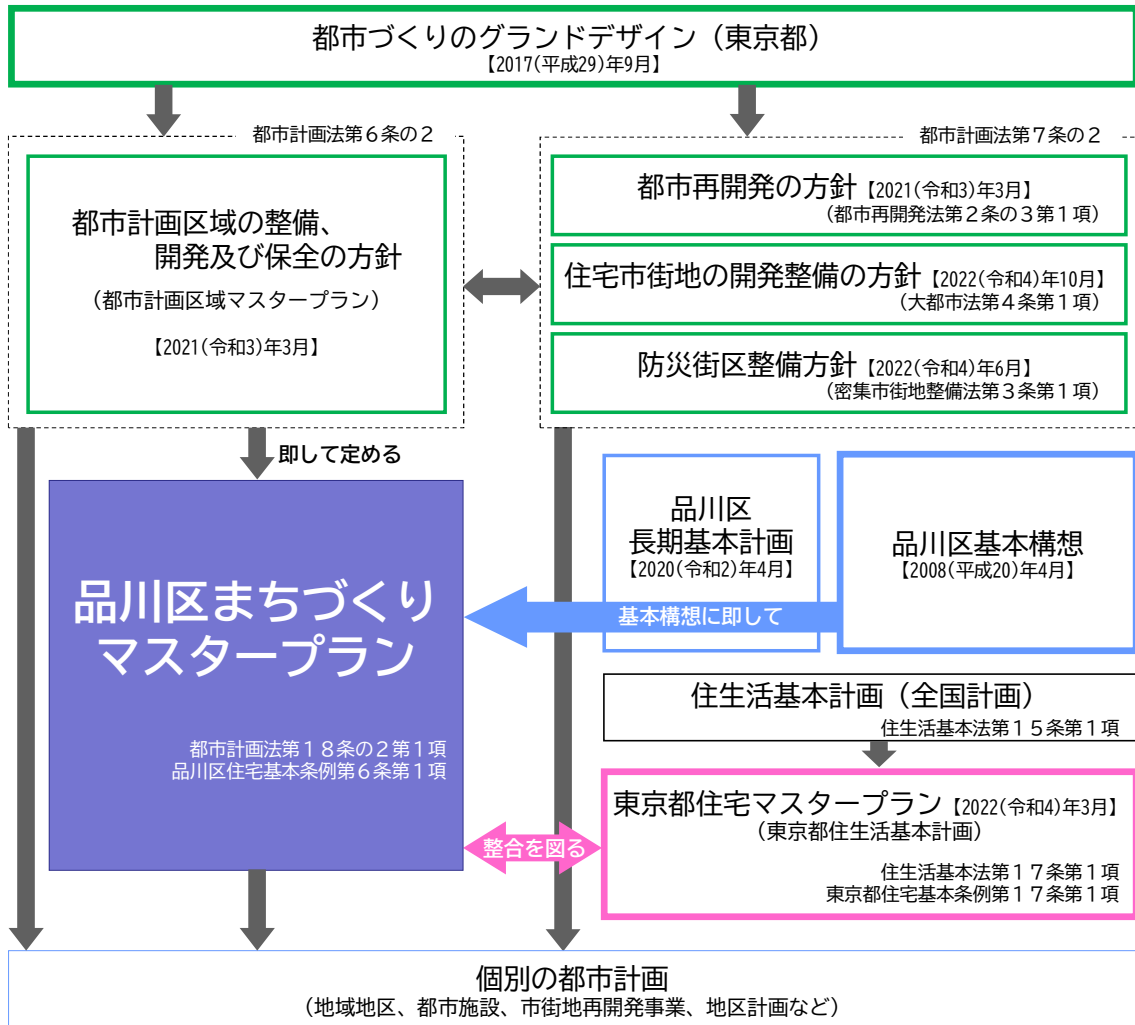 都市づくりのグランドデザイン（東京都）
【2017(平成29)年9月】
都市計画法第６条の２
都市計画区域の整備、
開発及び保全の方針
（都市計画区域マスタープラン）
【2021(令和3)年3月】
都市計画法第７条の２
都市再開発の方針【2021(令和3)年3月】
（都市再開発法第２条の３第１項）
住宅市街地の開発整備の方針【2022(令和4)年10月】
（大都市法第４条第１項）
防災街区整備方針【2022(令和4)年6月】
（密集市街地整備法第３条第１項）
即して定める
品川区まちづくり
マスタープラン
都市計画法第１８条の２第１項
品川区住宅基本条例第６条第１項
品川区
長期基本計画
【2020(令和2)年4月】
品川区基本構想
【2008(平成20)年4月】
基本構想に即して
住生活基本計画（全国計画）
住生活基本法第１５条第１項
東京都住宅マスタープラン【2022(令和4)年3月】
（東京都住生活基本計画）
住生活基本法第１７条第１項
東京都住宅基本条例第１７条第１項
整合を図る
個別の都市計画
（地域地区、都市施設、市街地再開発事業、地区計画など）